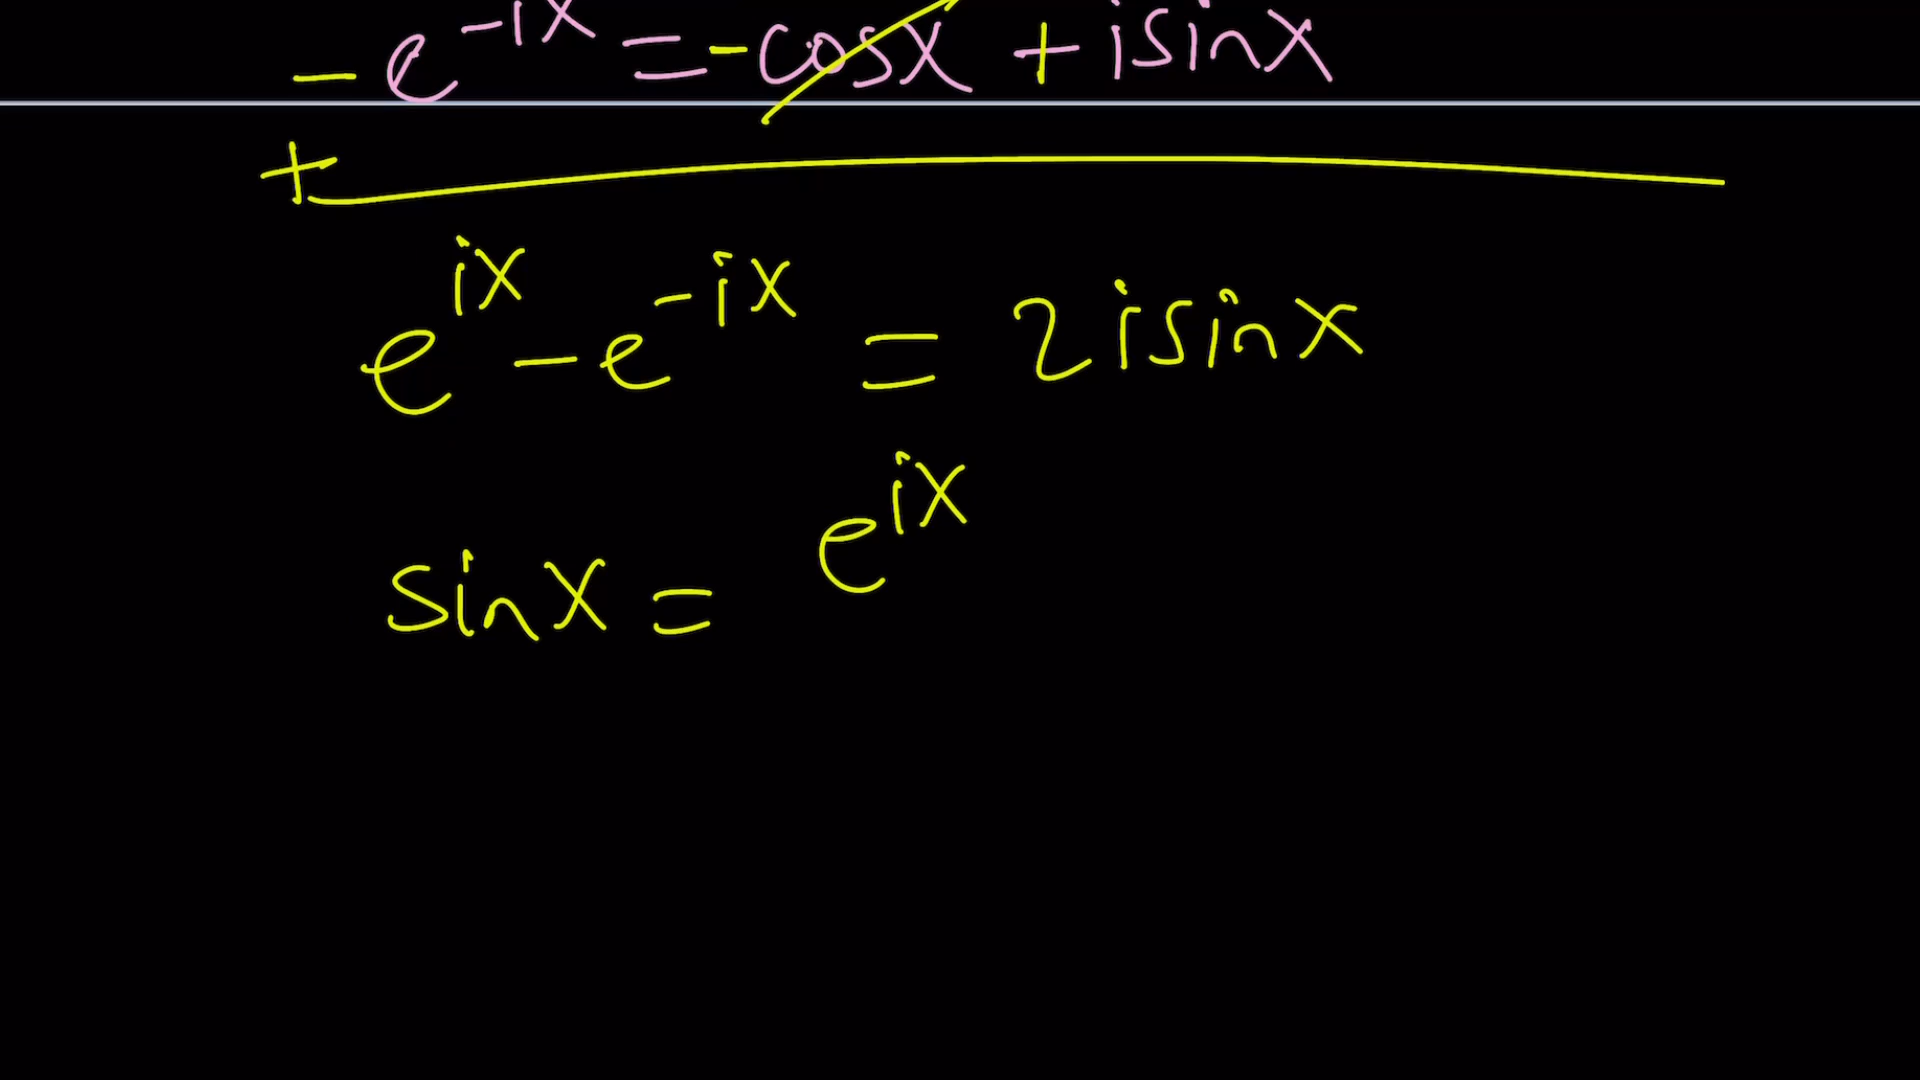 - e^-ix = - cosx + isinx
+
e^ix - e^-ix = 2isinx
sinx = e^ix